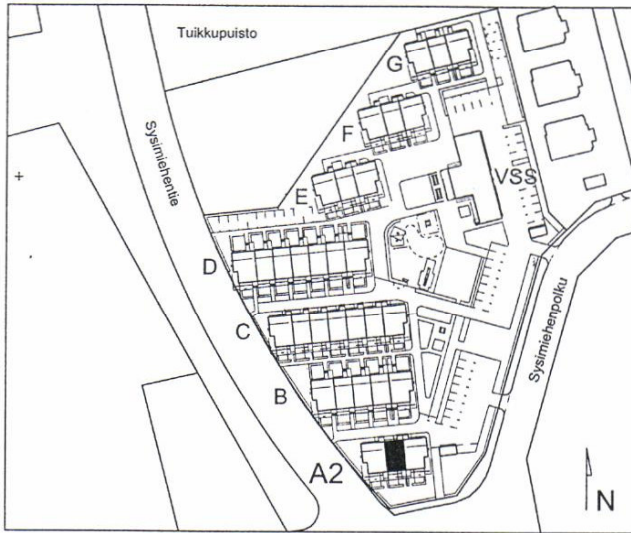 Tuikkupuisto
G
Sysimiehentie
F
VSS
E
D
C
Sysimiehenpolku
B
A2
N